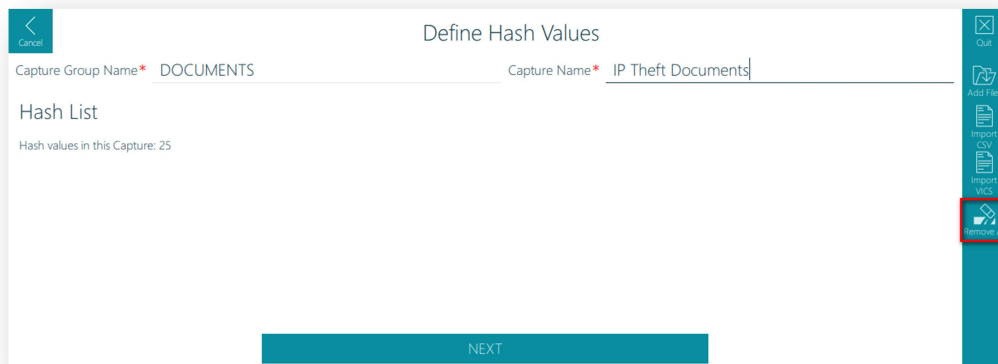 Cancel
Define Hash Values
Quit
Capture Group Name* DOCUMENTS
Capture Name* IP Theft Documents
Add File
Hash List
Import
CSV
Hash values in this Capture: 25
Import
VICS
Remove
NEXT